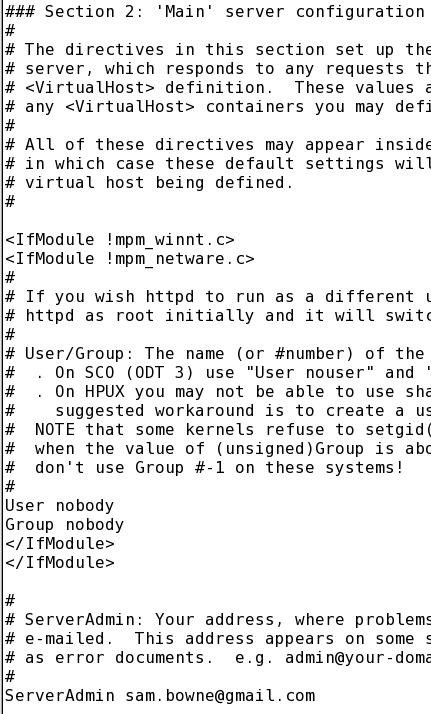 ### Section 2: 'Main' server configuration
#
# The directives in this section set up the
# server, which responds to any requests th
# <VirtualHost> definition.  These values a
# any <VirtualHost> containers you may defi
#
# All of these directives may appear inside
# in which case these default settings will
# virtual host being defined.
#
<IfModule !mpm_winnt.c>
<IfModule !mpm_netware.c>
#
# If you wish httpd to run as a different u
# httpd as root initially and it will switc
#
# User/Group: The name (or #number) of the
#  . On SCO (ODT 3) use "User nouser" and "
#  . On HPUX you may not be able to use sha
#    suggested workaround is to create a us
#  NOTE that some kernels refuse to setgid(
#  when the value of (unsigned)Group is abo
#  don't use Group #-1 on these systems!
#
User nobody
Group nobody
</IfModule>
</IfModule>
#
# ServerAdmin: Your address, where problems
# e-mailed.  This address appears on some s
# as error documents.  e.g. admin@your-doma
#
ServerAdmin sam.bowne@gmail.com